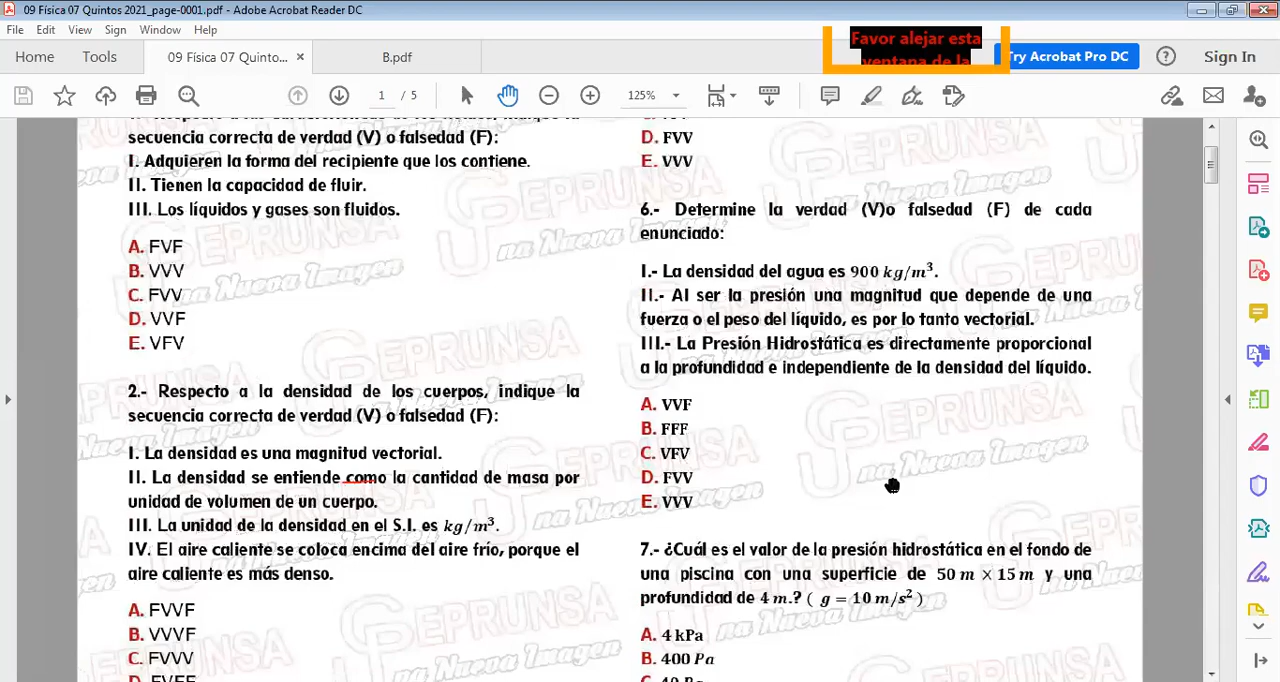 09 Física 07 Quintos 2021_page-0001.pdf - Adobe Acrobat Reader DC
File Edit View Sign Window Help
Favor alejar esta
ventana de la
Home Tools 09 Física 07 Quinto... × B.pdf Try Acrobat Pro DC Sign In
1 / 5 125%
secuencia correcta de verdad (V) o falsedad (F):
I. Adquieren la forma del recipiente que los contiene.
II. Tienen la capacidad de fluir.
III. Los líquidos y gases son fluidos.
A. FVF
B. VVV
C. FVV
D. VVF
E. VFV
2.- Respecto a la densidad de los cuerpos, indique la
secuencia correcta de verdad (V) o falsedad (F):
I. La densidad es una magnitud vectorial.
II. La densidad se entiende como la cantidad de masa por
unidad de volumen de un cuerpo.
III. La unidad de la densidad en el S.I. es kg/m³.
IV. El aire caliente se coloca encima del aire frío, porque el
aire caliente es más denso.
A. FVVF
B. VVVF
C. FVVV
D. FVFF
D. FVV
E. VVV
6.- Determine la verdad (V)o falsedad (F) de cada
enunciado:
I.- La densidad del agua es 900 kg/m³.
II.- Al ser la presión una magnitud que depende de una
fuerza o el peso del líquido, es por lo tanto vectorial.
III.- La Presión Hidrostática es directamente proporcional
a la profundidad e independiente de la densidad del líquido.
A. VVF
B. FFF
C. VFV
D. FVV
E. VVV
7.- ¿Cuál es el valor de la presión hidrostática en el fondo de
una piscina con una superficie de 50 m × 15 m y una
profundidad de 4 m.? ( g = 10 m/s² )
A. 4 kPa
B. 400 Pa
C. 40 Pa
CEPRUNSA
Una Nueva Imagen